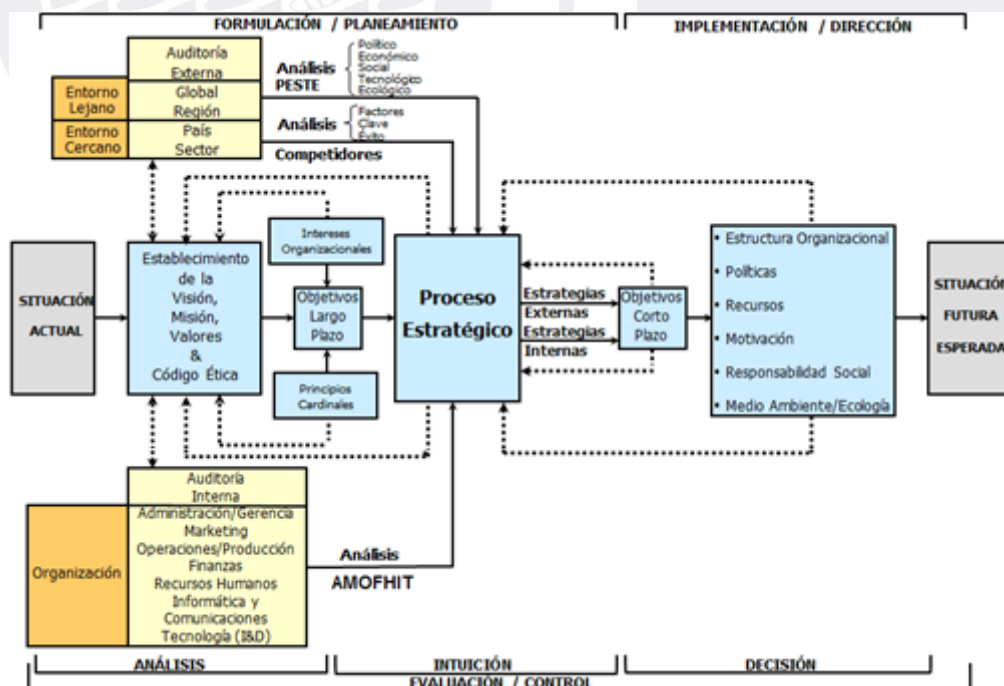 FORMULACIÓN / PLANEAMIENTO
IMPLEMENTACIÓN / DIRECCIÓN
Auditoría
Externa
Entorno
Lejano
Global
Región
Entorno
Cercano
País
Sector
Análisis
PESTE
Político
Económico
Social
Tecnológico
Ecológico
Análisis
Competidores
Factores
Clave
Éxito
SITUACIÓN
ACTUAL
Establecimiento
de la
Visión,
Misión,
Valores
&
Código Ética
Intereses
Organizacionales
Objetivos
Largo
Plazo
Principios
Cardinales
Proceso
Estratégico
Estrategias
Externas
Estrategias
Internas
Objetivos
Corto
Plazo
• Estructura Organizacional
• Políticas
• Recursos
• Motivación
• Responsabilidad Social
• Medio Ambiente/Ecología
SITUACIÓN
FUTURA
ESPERADA
Auditoría
Interna
Organización
Administración/Gerencia
Marketing
Operaciones/Producción
Finanzas
Recursos Humanos
Informática y
Comunicaciones
Tecnología (I&D)
Análisis
AMOFHIT
ANÁLISIS
INTUICIÓN
DECISIÓN
EVALUACIÓN / CONTROL